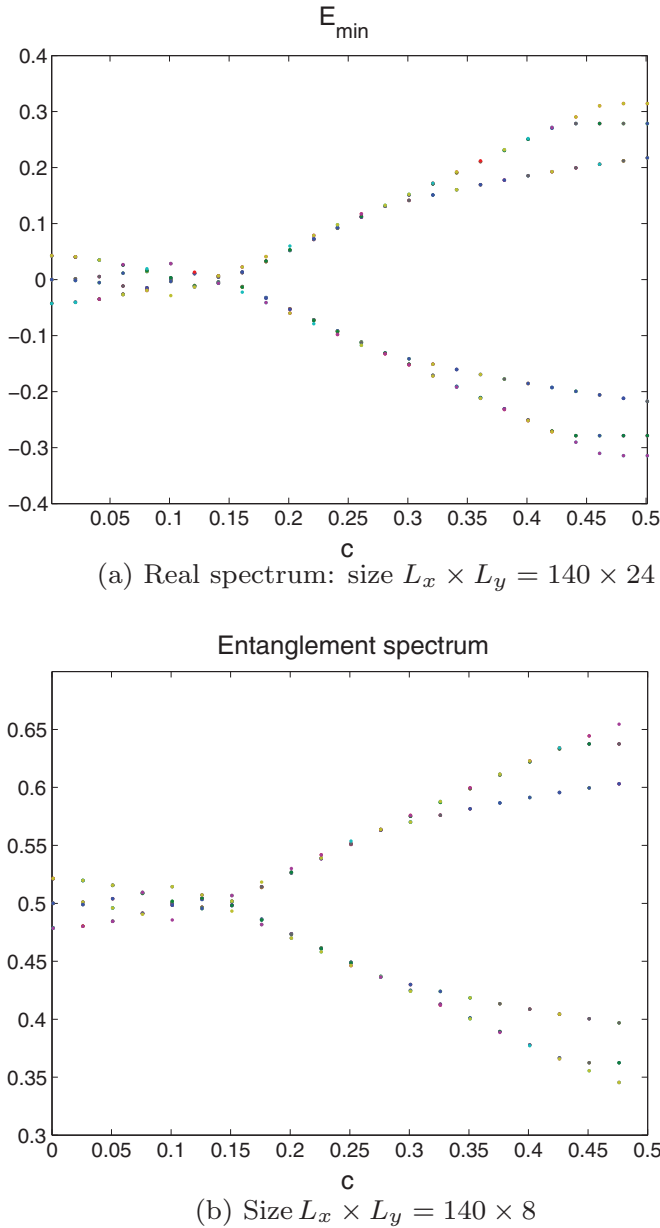 E_min
0.4
0.3
0.2
0.1
0
−0.1
−0.2
−0.3
−0.4
0.05 0.1 0.15 0.2 0.25 0.3 0.35 0.4 0.45 0.5
c
(a) Real spectrum: size L_x × L_y = 140 × 24
Entanglement spectrum
0.65
0.6
0.55
0.5
0.45
0.4
0.35
0.3
0 0.05 0.1 0.15 0.2 0.25 0.3 0.35 0.4 0.45 0.5
c
(b) Size L_x × L_y = 140 × 8